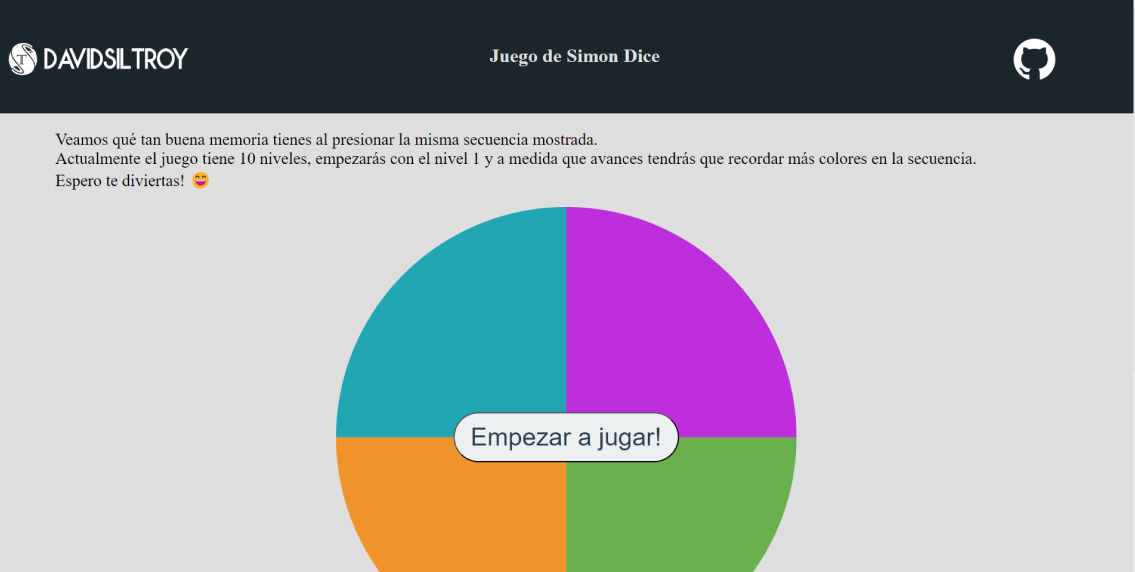 DAVIDSILTROY
Juego de Simon Dice
Veamos qué tan buena memoria tienes al presionar la misma secuencia mostrada.
Actualmente el juego tiene 10 niveles, empezarás con el nivel 1 y a medida que avances tendrás que recordar más colores en la secuencia.
Espero te diviertas! 😄
Empezar a jugar!